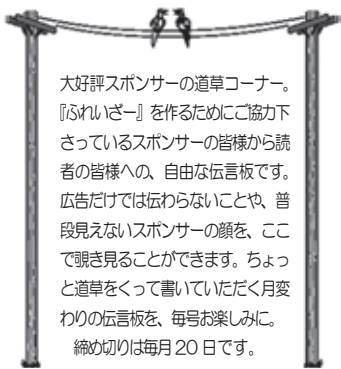 大好評スポンサーの道草コーナー。
『ふれいざー』を作るためにご協力下
さっているスポンサーの皆様から読
者の皆様への、自由な伝言板です。
広告だけでは伝わらないことや、普
段見えないスポンサーの顔を、ここ
で覗き見ることができます。ちょっ
と道草をくって書いていただく月変
わりの伝言板を、毎号お楽しみに。
締め切りは毎月20日です。